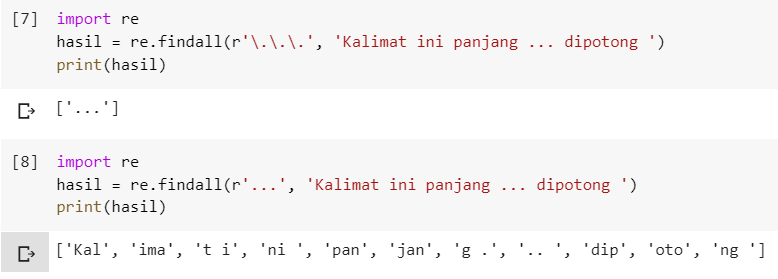 [7] import re
hasil = re.findall(r'\.\.\.', 'Kalimat ini panjang ... dipotong ')
print(hasil)
['...']
[8] import re
hasil = re.findall(r'...', 'Kalimat ini panjang ... dipotong ')
print(hasil)
['Kal', 'ima', 't i', 'ni ', 'pan', 'jan', 'g .', '.. ', 'dip', 'oto', 'ng ']